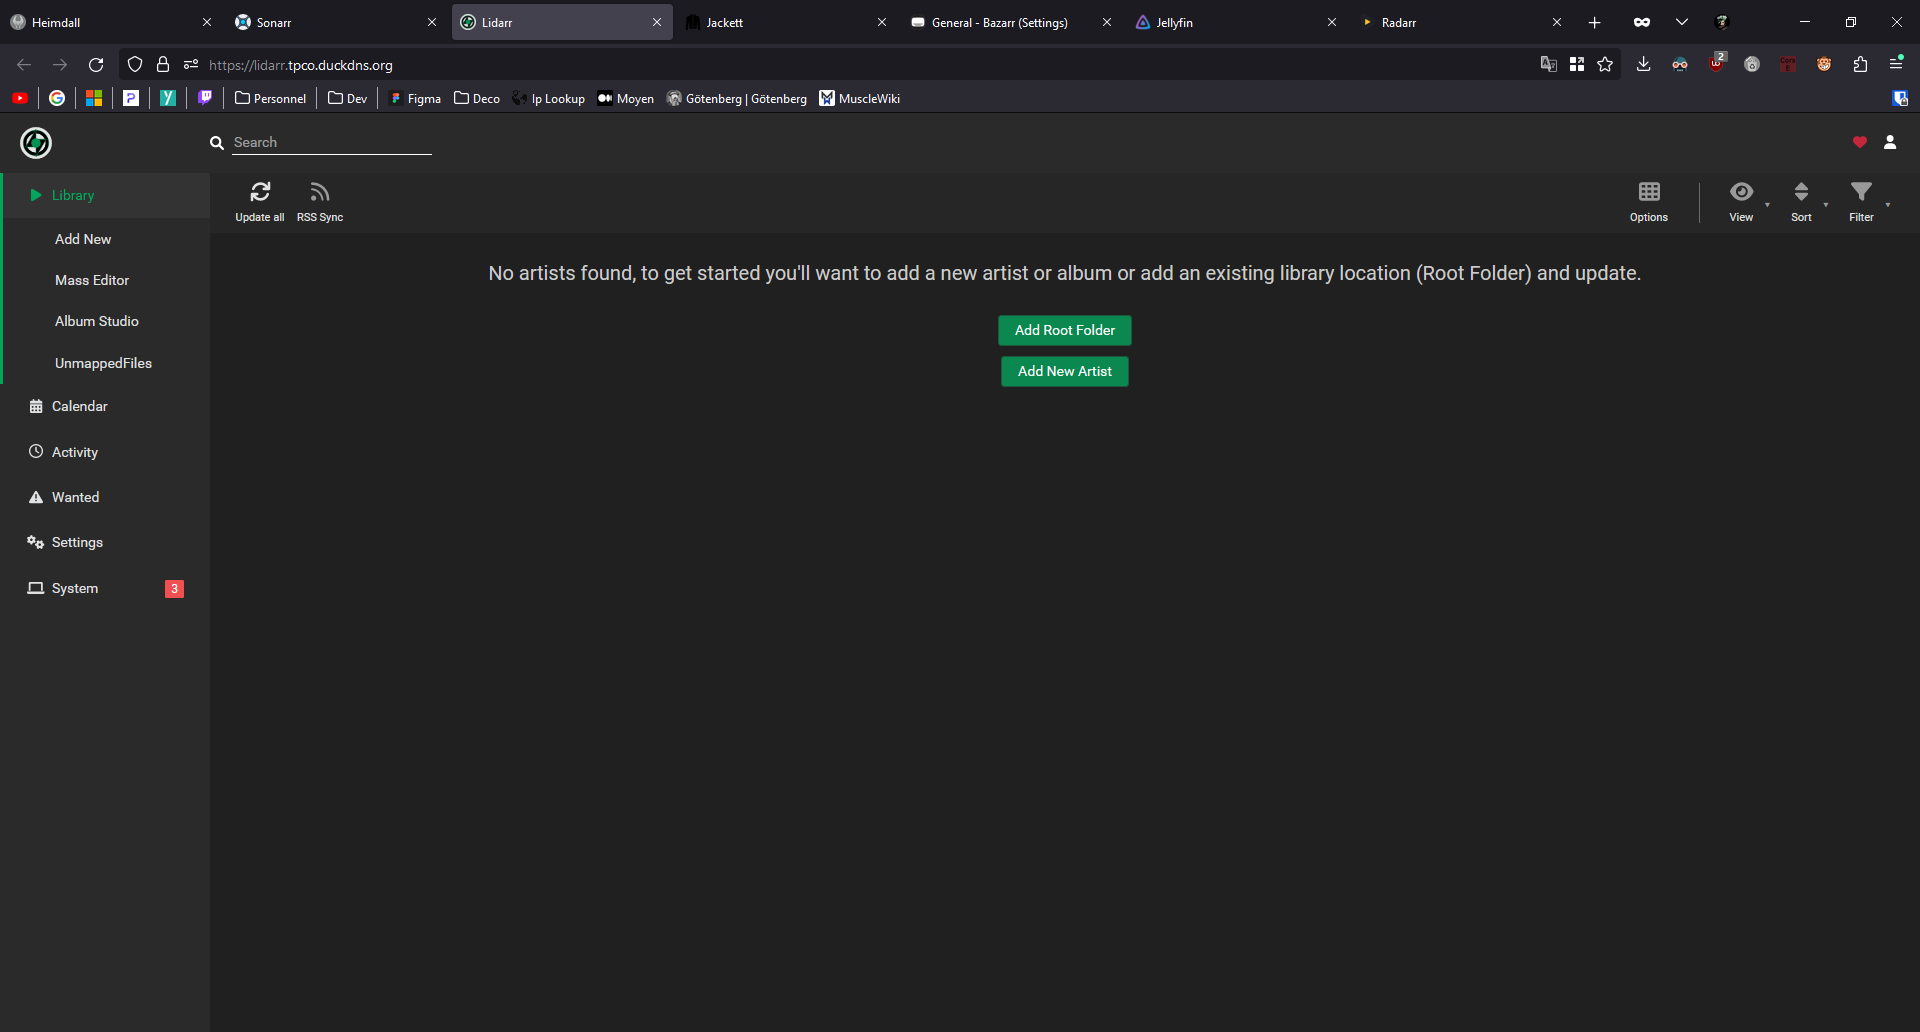 Heimdall Sonarr Lidarr Jackett General - Bazarr (Settings) Jellyfin Radarr
https://lidarr.tpco.duckdns.org 2
Personnel Dev Figma Deco Ip Lookup Moyen Götenberg | Götenberg MuscleWiki
Search
Library
Add New
Mass Editor
Album Studio
UnmappedFiles
Calendar
Activity
Wanted
Settings
System 3
Update all RSS Sync Options View Sort Filter
No artists found, to get started you'll want to add a new artist or album or add an existing library location (Root Folder) and update.
Add Root Folder
Add New Artist